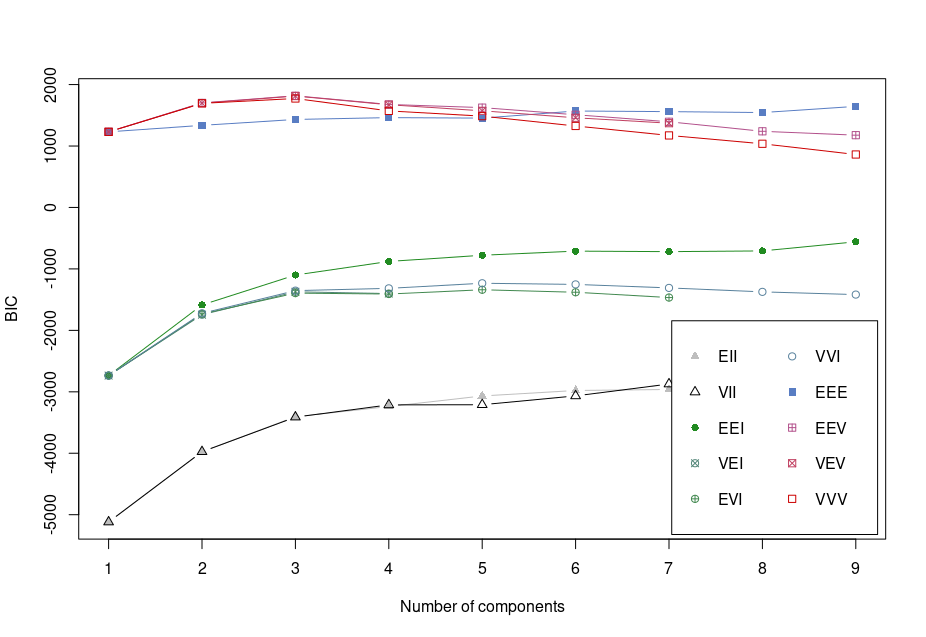 2000
1000
0
-1000
-2000
-3000
-4000
-5000
BIC
EII
VII
EEI
VEI
EVI
VVI
EEE
EEV
VEV
VVV
1 2 3 4 5 6 7 8 9
Number of components